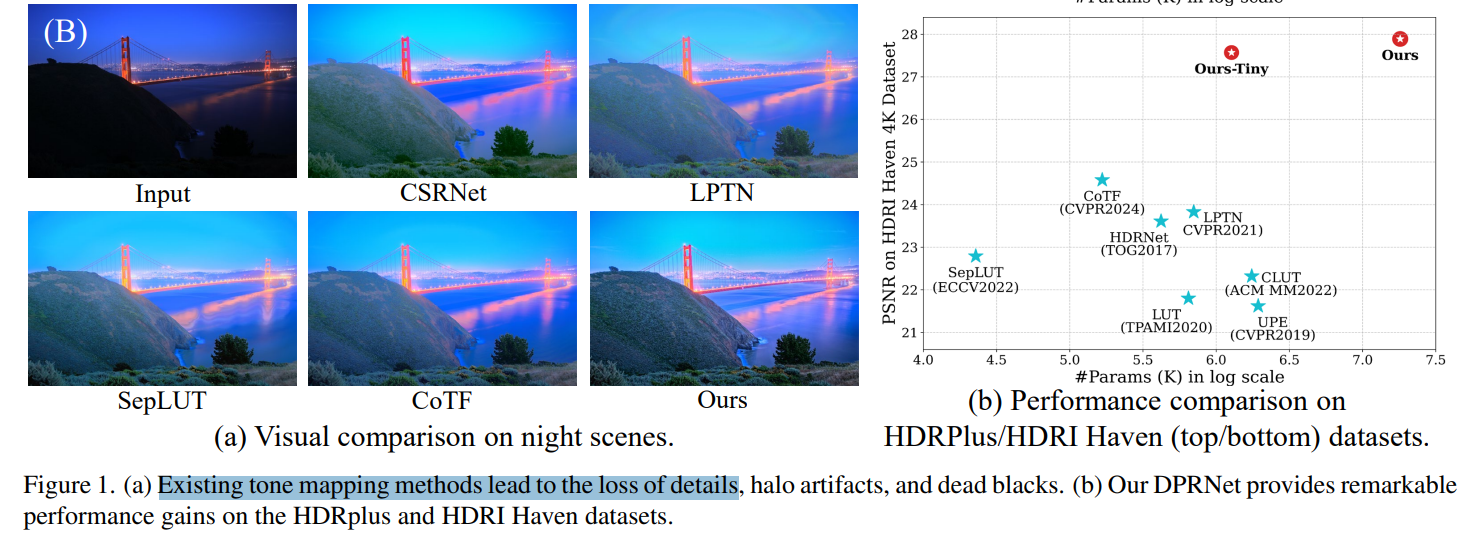 (B)
Input
CSRNet
LPTN
SepLUT
CoTF
Ours
(a) Visual comparison on night scenes.
#Params (K) in log scale
PSNR on HDRI Haven 4K Dataset
28
27
26
25
24
23
22
21
Ours-Tiny
Ours
CoTF
(CVPR2024)
LPTN
CVPR2021)
HDRNet
(TOG2017)
SepLUT
(ECCV2022)
CLUT
(ACM MM2022)
LUT
(TPAMI2020)
UPE
(CVPR2019)
4.0 4.5 5.0 5.5 6.0 6.5 7.0 7.5
#Params (K) in log scale
(b) Performance comparison on
HDRPlus/HDRI Haven (top/bottom) datasets.
Figure 1. (a) Existing tone mapping methods lead to the loss of details, halo artifacts, and dead blacks. (b) Our DPRNet provides remarkable
performance gains on the HDRplus and HDRI Haven datasets.